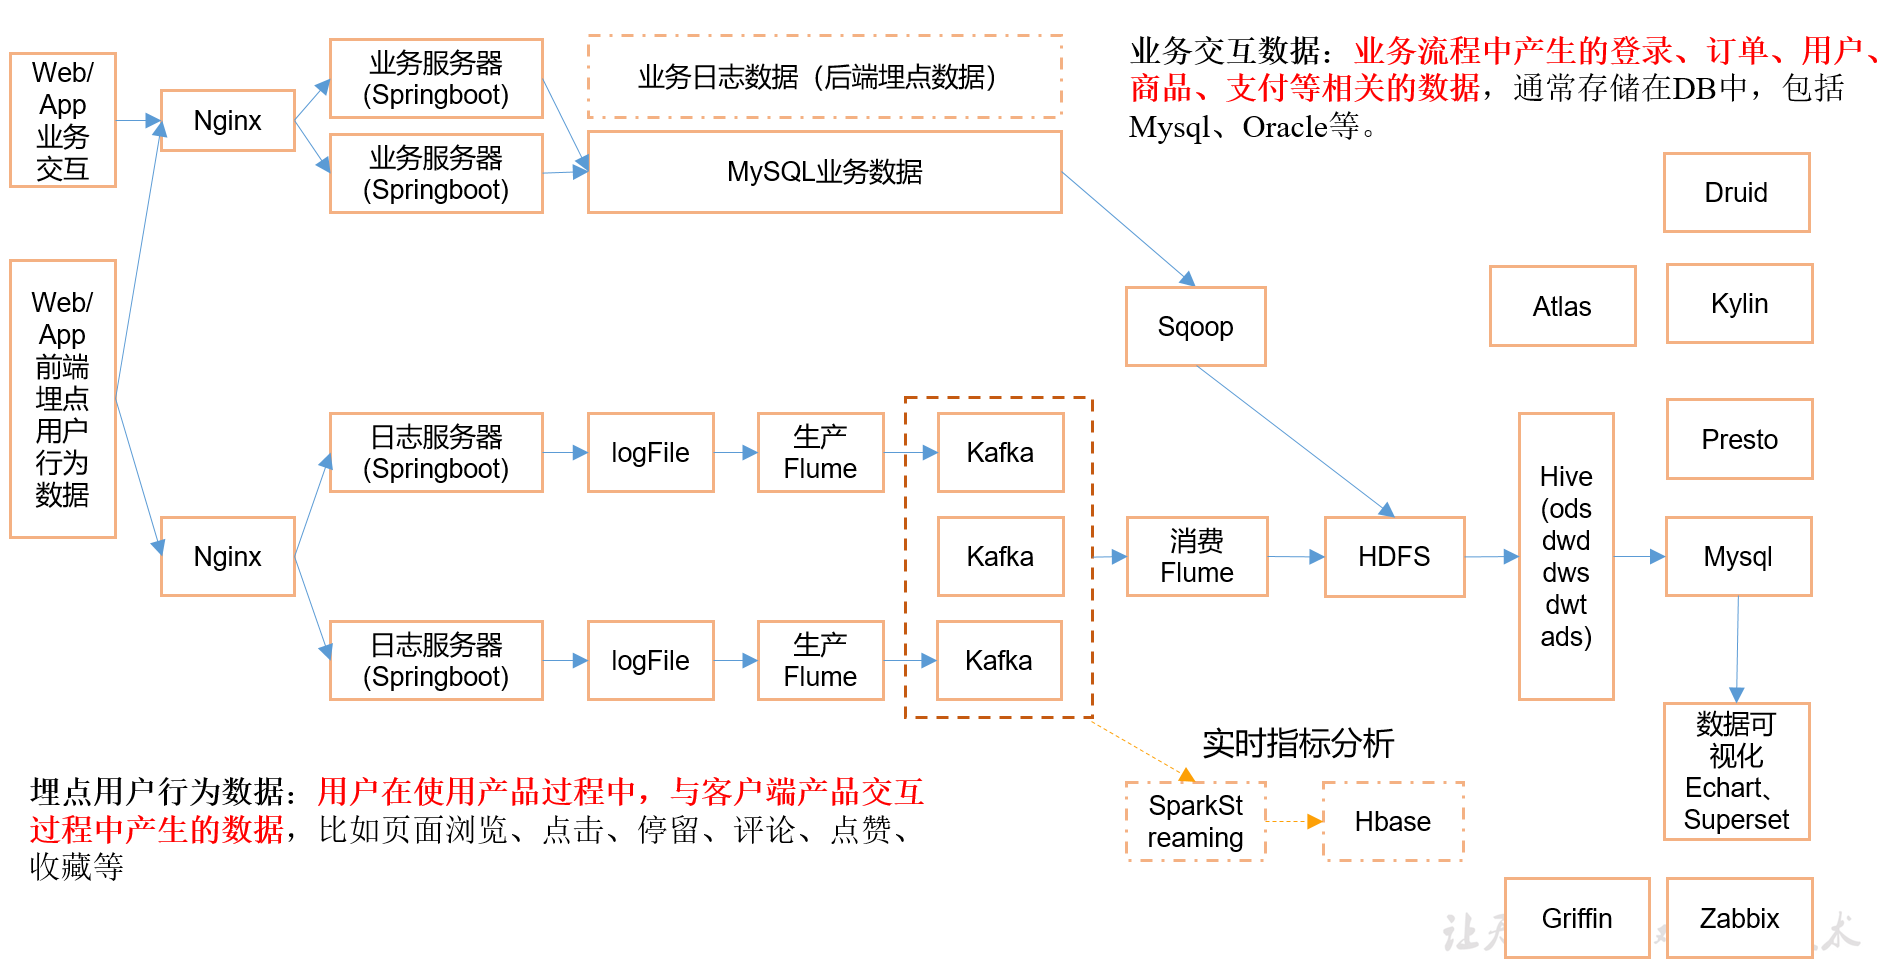 Web/
App
业务
交互
Nginx
业务服务器
(Springboot)
业务服务器
(Springboot)
业务日志数据（后端埋点数据）
MySQL业务数据
业务交互数据：业务流程中产生的登录、订单、用户、
商品、支付等相关的数据，通常存储在DB中，包括
Mysql、Oracle等。
Web/
App
前端
埋点
用户
行为
数据
Nginx
日志服务器
(Springboot)
logFile
生产
Flume
Kafka
Kafka
日志服务器
(Springboot)
logFile
生产
Flume
Kafka
Sqoop
消费
Flume
HDFS
Hive
(ods
dwd
dws
dwt
ads)
Druid
Atlas
Kylin
Presto
Mysql
数据可
视化
Echart、
Superset
实时指标分析
SparkSt
reaming
Hbase
埋点用户行为数据：用户在使用产品过程中，与客户端产品交互
过程中产生的数据，比如页面浏览、点击、停留、评论、点赞、
收藏等
Griffin
Zabbix
让天
术